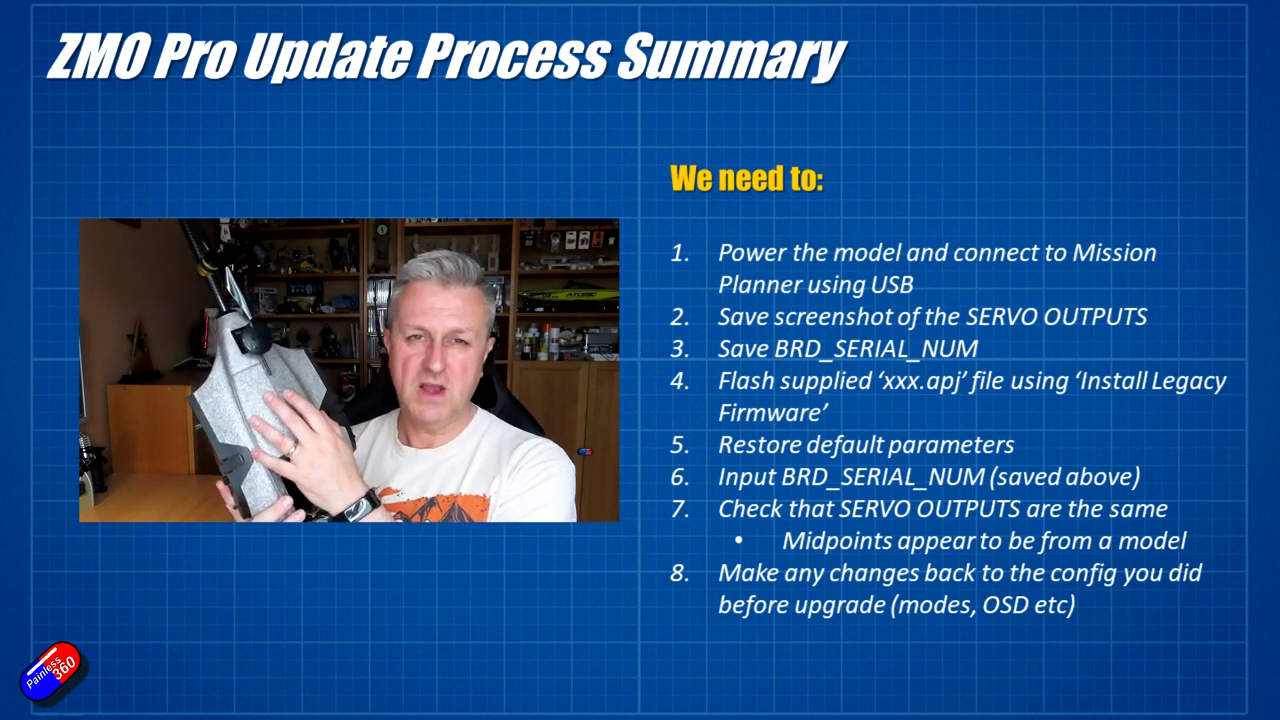 ZMO Pro Update Process Summary
We need to:
1. Power the model and connect to Mission
Planner using USB
2. Save screenshot of the SERVO OUTPUTS
3. Save BRD_SERIAL_NUM
4. Flash supplied ‘xxx.apj’ file using ‘Install Legacy
Firmware’
5. Restore default parameters
6. Input BRD_SERIAL_NUM (saved above)
7. Check that SERVO OUTPUTS are the same
• Midpoints appear to be from a model
8. Make any changes back to the config you did
before upgrade (modes, OSD etc)
Painless
360